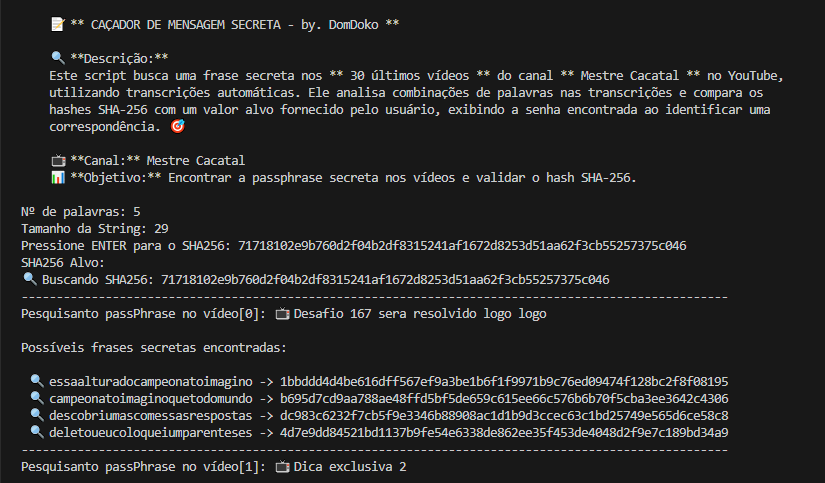 📝 ** CAÇADOR DE MENSAGEM SECRETA - by. DomDoko **
🔍 **Descrição:**
Este script busca uma frase secreta nos ** 30 últimos vídeos ** do canal ** Mestre Cacatal ** no YouTube,
utilizando transcrições automáticas. Ele analisa combinações de palavras nas transcrições e compara os
hashes SHA-256 com um valor alvo fornecido pelo usuário, exibindo a senha encontrada ao identificar uma
correspondência. 🎯
📺 **Canal:** Mestre Cacatal
📊 **Objetivo:** Encontrar a passphrase secreta nos vídeos e validar o hash SHA-256.
Nº de palavras: 5
Tamanho da String: 29
Pressione ENTER para o SHA256: 71718102e9b760d2f04b2df8315241af1672d8253d51aa62f3cb55257375c046
SHA256 Alvo:
🔍 Buscando SHA256: 71718102e9b760d2f04b2df8315241af1672d8253d51aa62f3cb55257375c046
------------------------------------------------------------------------------------------------------
Pesquisanto passPhrase no vídeo[0]: 📺 Desafio 167 sera resolvido logo logo
Possíveis frases secretas encontradas:
🔍 essaalturadocampeonatoimagino -> 1bbddd4d4be616dff567ef9a3be1b6f1f9971b9c76ed09474f128bc2f8f08195
🔍 campeonatoimaginoquetodomundo -> b695d7cd9aa788ae48ffd5bf5de659c615ee66c576b6b70f5cba3ee3642c4306
🔍 descobriumascomessasrespostas -> dc983c6232f7cb5f9e3346b88908ac1d1b9d3ccec63c1bd25749e565d6ce58c8
🔍 deletoueucoloqueiumparenteses -> 4d7e9dd84521bd1137b9fe54e6338de862ee35f453de4048d2f9e7c189bd34a9
------------------------------------------------------------------------------------------------------
Pesquisanto passPhrase no vídeo[1]: 📺 Dica exclusiva 2